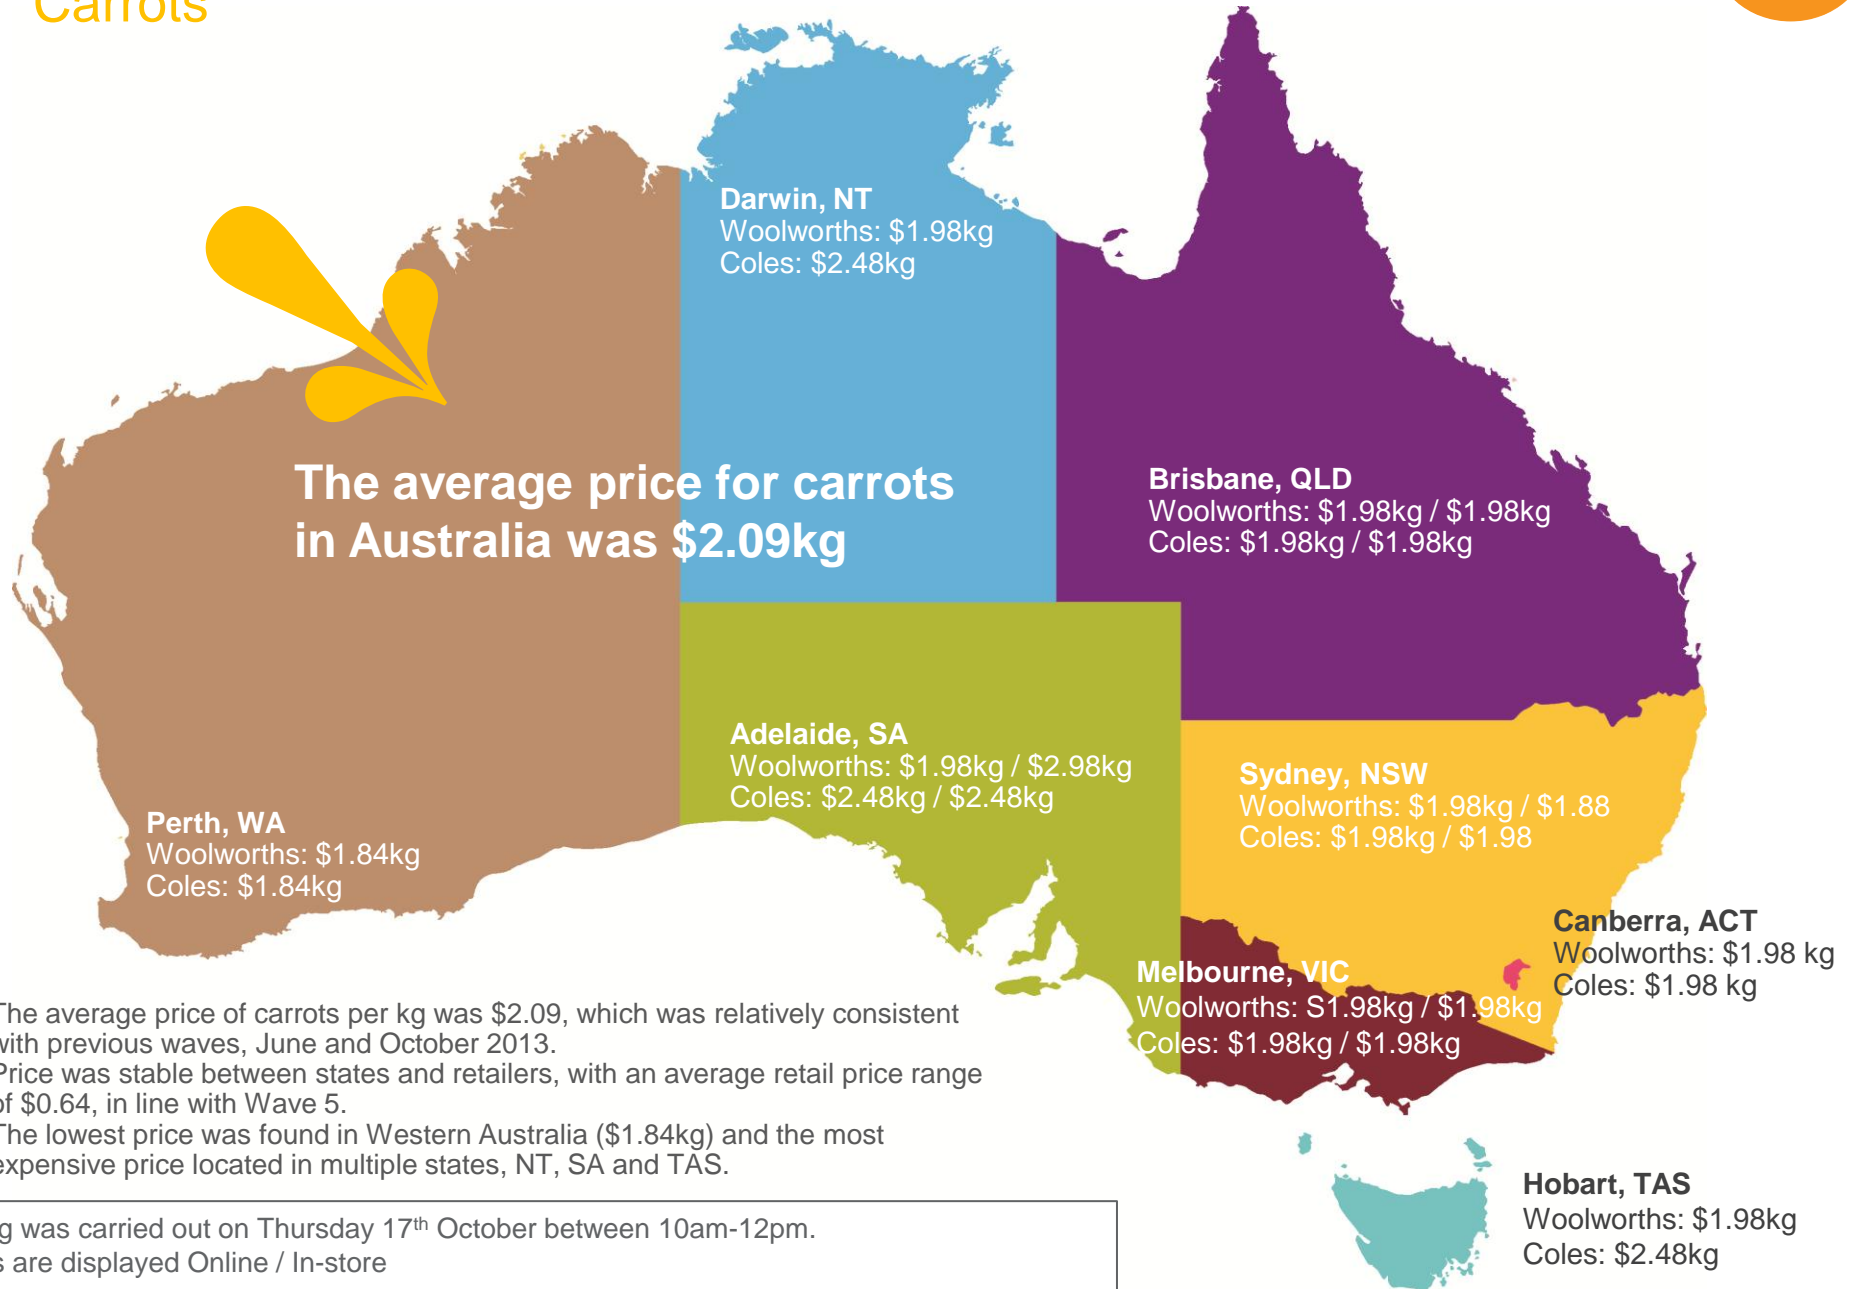 Carrots
Darwin, NT
Woolworths: $1.98kg
Coles: $2.48kg
The average price for carrots
in Australia was $2.09kg
Brisbane, QLD
Woolworths: $1.98kg / $1.98kg
Coles: $1.98kg / $1.98kg
Adelaide, SA
Woolworths: $1.98kg / $2.98kg
Coles: $2.48kg / $2.48kg
Sydney, NSW
Woolworths: $1.98kg / $1.88
Coles: $1.98kg / $1.98
Perth, WA
Woolworths: $1.84kg
Coles: $1.84kg
Canberra, ACT
Woolworths: $1.98 kg
Coles: $1.98 kg
Melbourne, VIC
Woolworths: S1.98kg / $1.98kg
Coles: $1.98kg / $1.98kg
The average price of carrots per kg was $2.09, which was relatively consistent
with previous waves, June and October 2013.
Price was stable between states and retailers, with an average retail price range
of $0.64, in line with Wave 5.
The lowest price was found in Western Australia ($1.84kg) and the most
expensive price located in multiple states, NT, SA and TAS.
Hobart, TAS
Woolworths: $1.98kg
Coles: $2.48kg
g was carried out on Thursday 17th October between 10am-12pm.
s are displayed Online / In-store